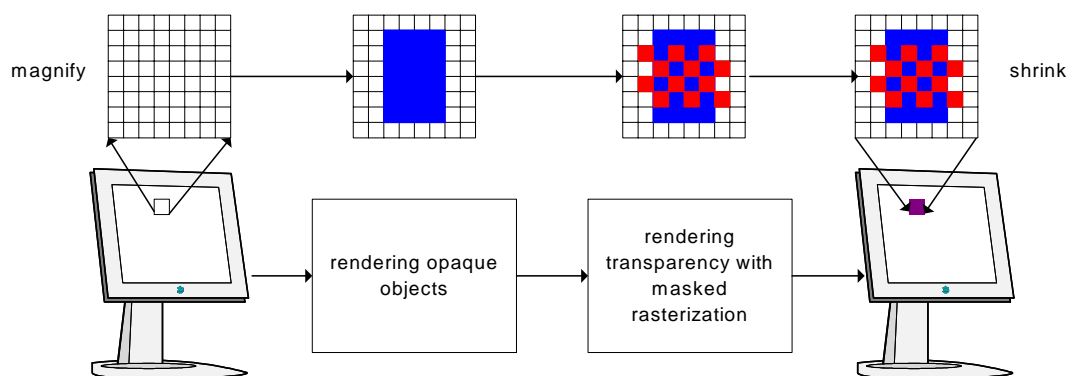 magnify
shrink
rendering opaque
objects
rendering
transparency with
masked
rasterization